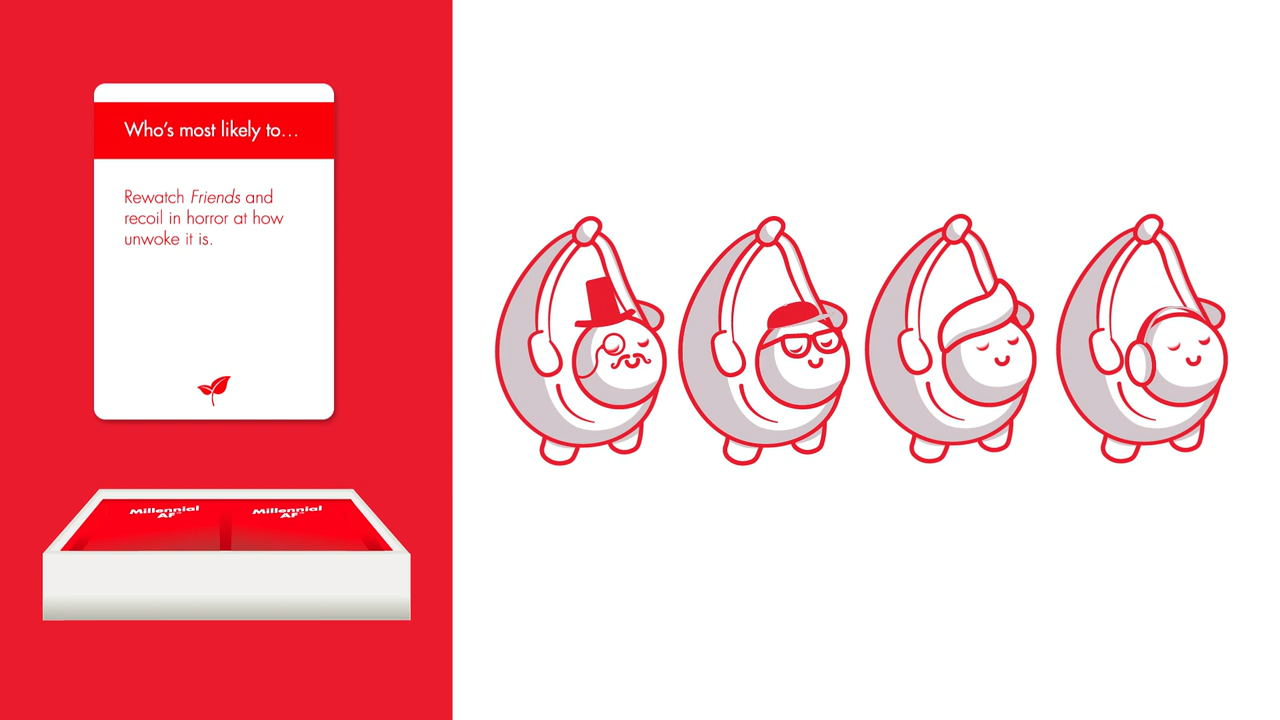 Who's most likely to...
Rewatch Friends and
recoil in horror at how
unwoke it is.
Millennial
AF
Millennial
AF